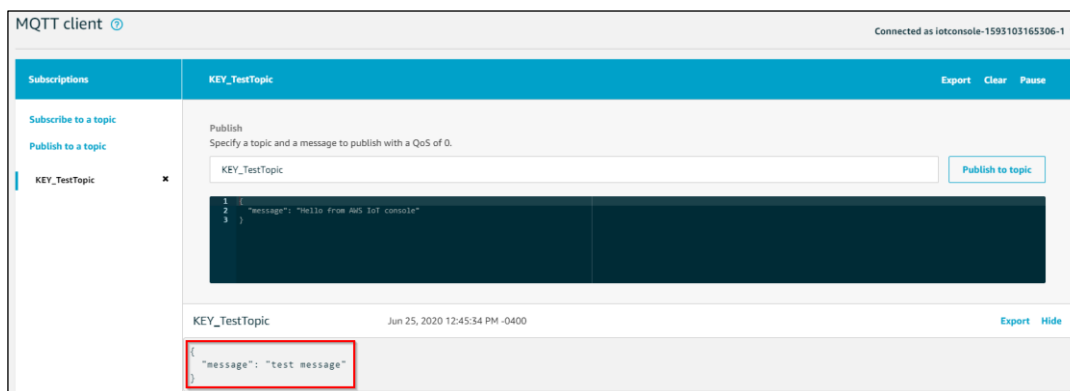 MQTT client ?
Connected as iotconsole-1593103165306-1
Subscriptions
KEY_TestTopic
Export Clear Pause
Subscribe to a topic
Publish to a topic
KEY_TestTopic ×
Publish
Specify a topic and a message to publish with a QoS of 0.
KEY_TestTopic
Publish to topic
1 {
2 "message": "Hello from AWS IoT console"
3 }
KEY_TestTopic Jun 25, 2020 12:45:34 PM -0400 Export Hide
{
"message": "test message"
}